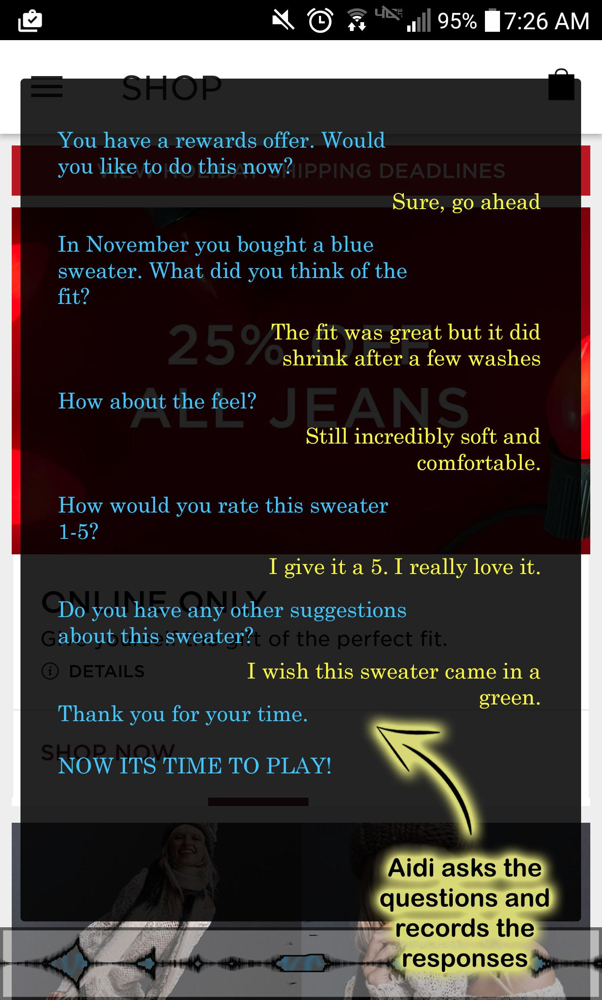 95% 7:26 AM
SHOP
You have a rewards offer. Would
you like to do this now?
VIEW HOLIDAY SHIPPING DEADLINES
Sure, go ahead
In November you bought a blue
sweater. What did you think of the
fit?
25% OFF
The fit was great but it did
shrink after a few washes
How about the feel?
ALL JEANS
Still incredibly soft and
comfortable.
How would you rate this sweater
1-5?
I give it a 5. I really love it.
ONLINE ONLY
Do you have any other suggestions
about this sweater?
Give yourself the gift of the perfect fit.
DETAILS
I wish this sweater came in a
green.
Thank you for your time.
SHOP NOW
NOW ITS TIME TO PLAY!
Aidi asks the
questions and
records the
responses